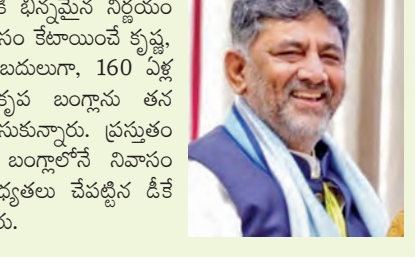 కి భిన్నమైన నిర్ణయం
సం కేటాయించే కృష్ణ,
బదులుగా, 160 ఏళ్ల
కృప బంగ్లాను తన
సుకున్నారు. ప్రస్తుతం
బంగ్లాలోనే నివాసం
ధ్యతలు చేపట్టిన డీకే
రు.